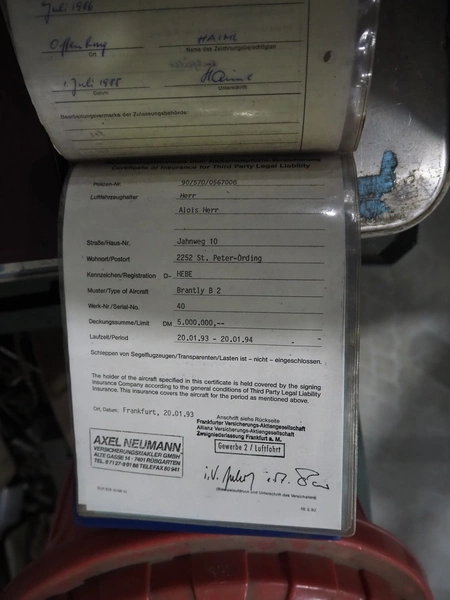 Juli 1986
Offenburg HAIML
Ort Name des Zeichnungsberechtigten
1. Juli 1986
Datum Unterschrift
Bearbeitungsvermerke der Zulassungsbehörde:
Certificate of Insurance for Third Party Legal Liability
Policen-Nr. 90/570/0567008
Luftfahrzeughalter Herr
Alois Herr
Straße/Haus-Nr. Jahnweg 10
Wohnort/Postort 2252 St. Peter-Ording
Kennzeichen/Registration D- HEBE
Muster/Type of Aircraft Brantly B 2
Werk-Nr./Serial-No. 40
Deckungssumme/Limit DM 5.000.000,--
Laufzeit/Period 20.01.93 - 20.01.94 -
Schleppen von Segelflugzeugen/Transparenten/Lasten ist – nicht – eingeschlossen.
The holder of the aircraft specified in this certificate is held covered by the signing
Insurance Company according to the general conditions of Third Party Legal Liability
Insurance. This insurance covers the aircraft for the period as mentioned above.
Ort, Datum: Frankfurt, 20.01.93
Anschrift siehe Rückseite
Frankfurter Versicherungs-Aktiengesellschaft
Allianz Versicherungs-Aktiengesellschaft
Zweigniederlassung Frankfurt a. M.
Gewerbe 2 / Luftfahrt
AXEL NEUMANN
VERSICHERUNGSMAKLER GMBH
i.V.